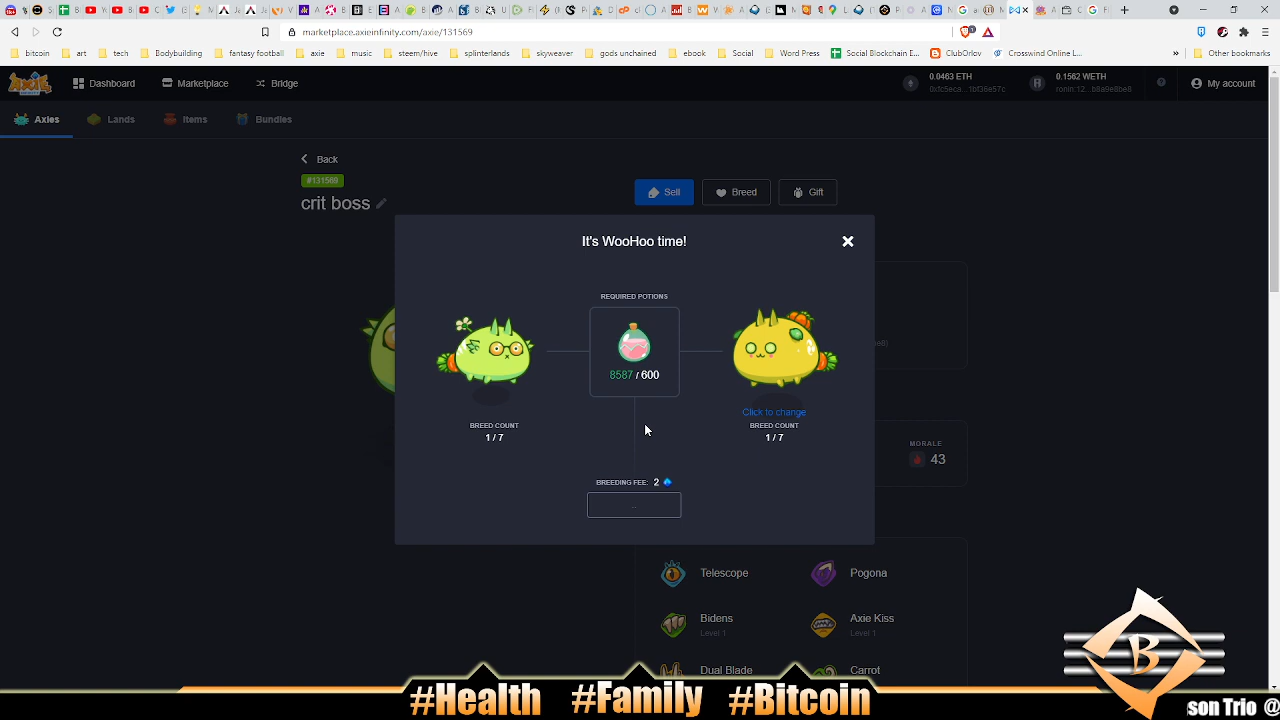 marketplace.axieinfinity.com/axie/131569
bitcoin art tech Bodybuilding fantasy football axie music steem/hive splinterlands skyweaver gods unchained ebook Social Word Press Social Blockchain E... ClubOrlov Crosswind Onlin L... » Other bookmarks
Dashboard Marketplace Bridge 0.0463 ETH 0.1562 WETH My account
Axies Lands Items Bundles
Back
#131569
crit boss
Sell Breed Gift
It's WooHoo time!
REQUIRED POTIONS
8587 / 600
Click to change
BREED COUNT BREED COUNT
1 / 7 1 / 7
MORALE
43
BREEDING FEE: 2
...
Telescope Pogona
Bidens Axie Kiss
Level 1 Level 1
Dual Blade Carrot
#Health #Family #Bitcoin
B
son Trio @